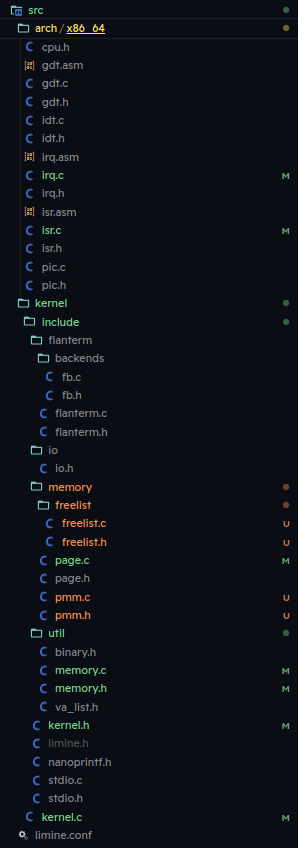 src
arch / x86_64
cpu.h
gdt.asm
gdt.c
gdt.h
idt.c
idt.h
irq.asm
irq.c M
irq.h
isr.asm
isr.c M
isr.h
pic.c
pic.h
kernel
include
flanterm
backends
fb.c
fb.h
flanterm.c
flanterm.h
io
io.h
memory
freelist
freelist.c U
freelist.h U
page.c M
page.h
pmm.c U
pmm.h U
util
binary.h
memory.c M
memory.h M
va_list.h
kernel.h M
limine.h
nanoprintf.h
stdio.c
stdio.h
kernel.c M
limine.conf